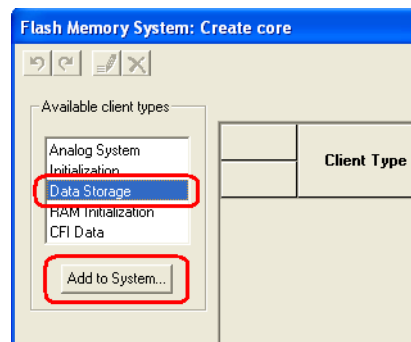 Flash Memory System: Create core
Available client types
Analog System
Initialization
Data Storage
RAM Initialization
CFI Data
Add to System...
Client Type